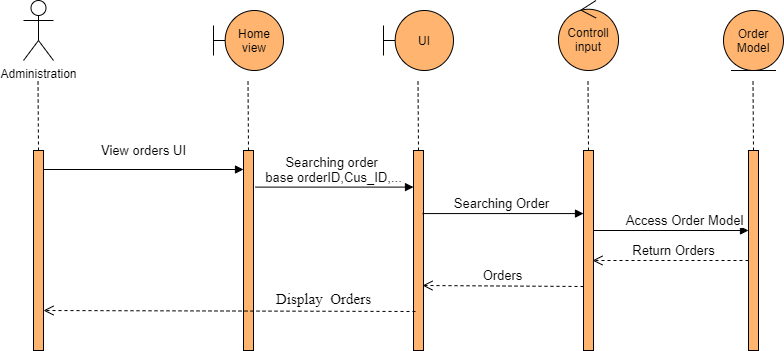 Administration
Home
view
UI
Controll
input
Order
Model
View orders UI
Searching order
base orderID,Cus_ID,...
Searching Order
Access Order Model
Return Orders
Orders
Display Orders